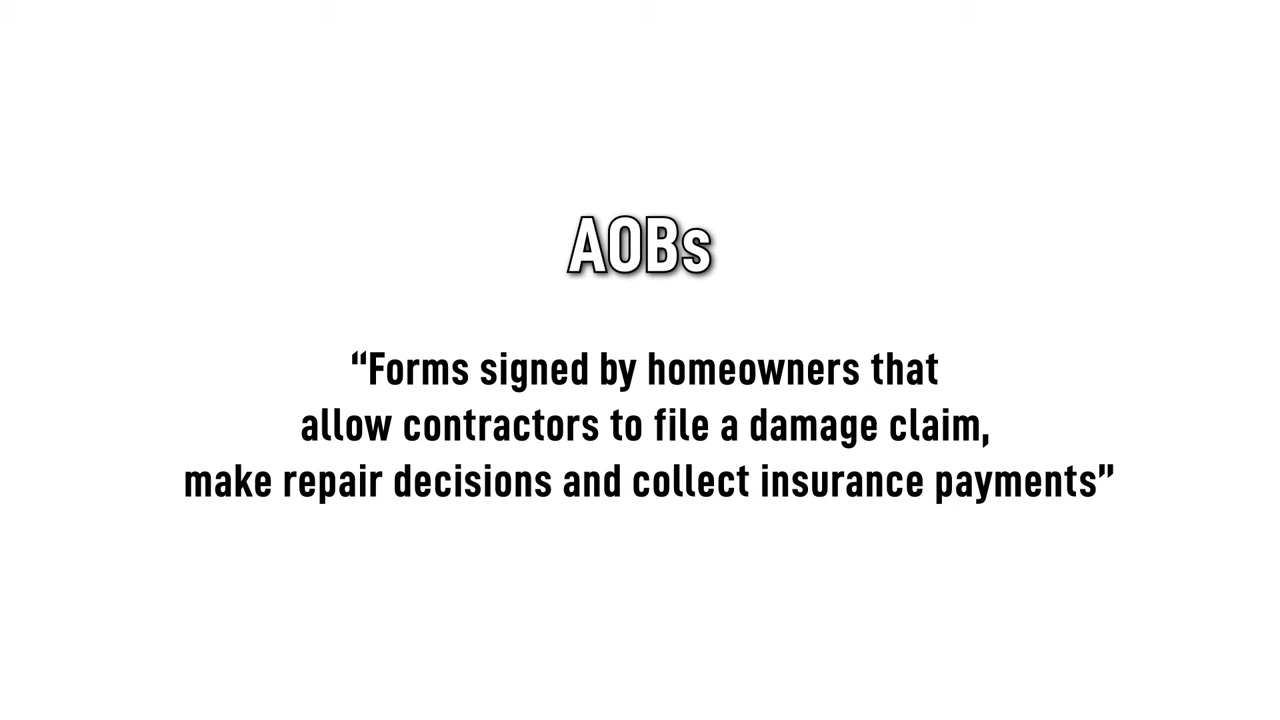 AOBs
“Forms signed by homeowners that
allow contractors to file a damage claim,
make repair decisions and collect insurance payments”